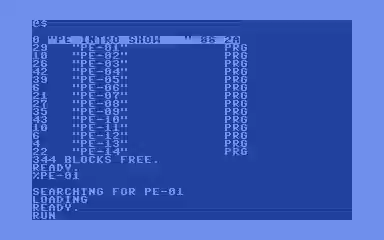 @$
0 "PE INTRO SHOW   " 86 2A
29   "PE-01"            PRG
10   "PE-02"            PRG
26   "PE-03"            PRG
42   "PE-04"            PRG
39   "PE-05"            PRG
6    "PE-06"            PRG
21   "PE-07"            PRG
27   "PE-08"            PRG
35   "PE-09"            PRG
43   "PE-10"            PRG
10   "PE-11"            PRG
6    "PE-12"            PRG
4    "PE-13"            PRG
22   "PE-14"            PRG
344 BLOCKS FREE.
READY.
%PE-01
SEARCHING FOR PE-01
LOADING
READY.
RUN